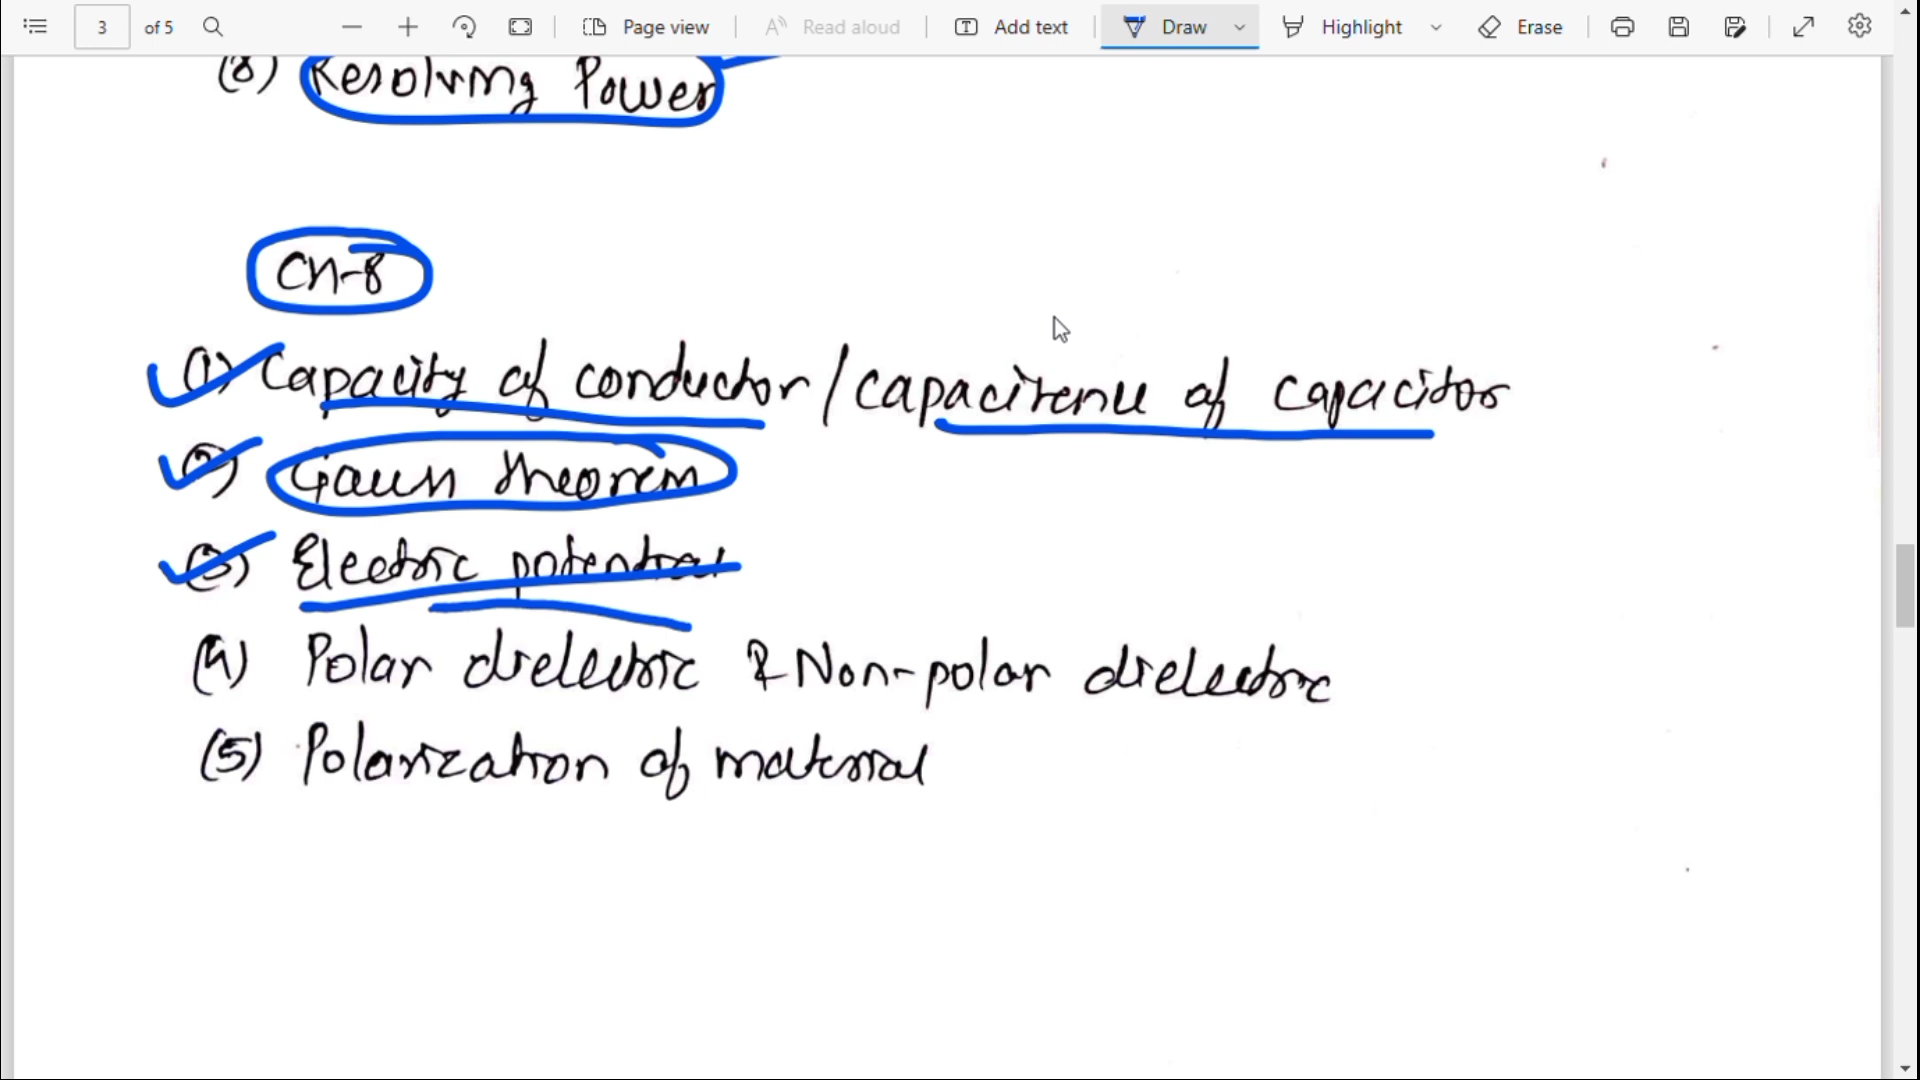 3 of 5 Page view Read aloud Add text Draw Highlight Erase
(8) Resolving Power
Ch-8
(1) Capacity of conductor / Capacitence of capacitor
(2) Gauss theorem
(3) Electric potential
(4) Polar dielectric & Non-polar dielectric
(5) Polarization of material